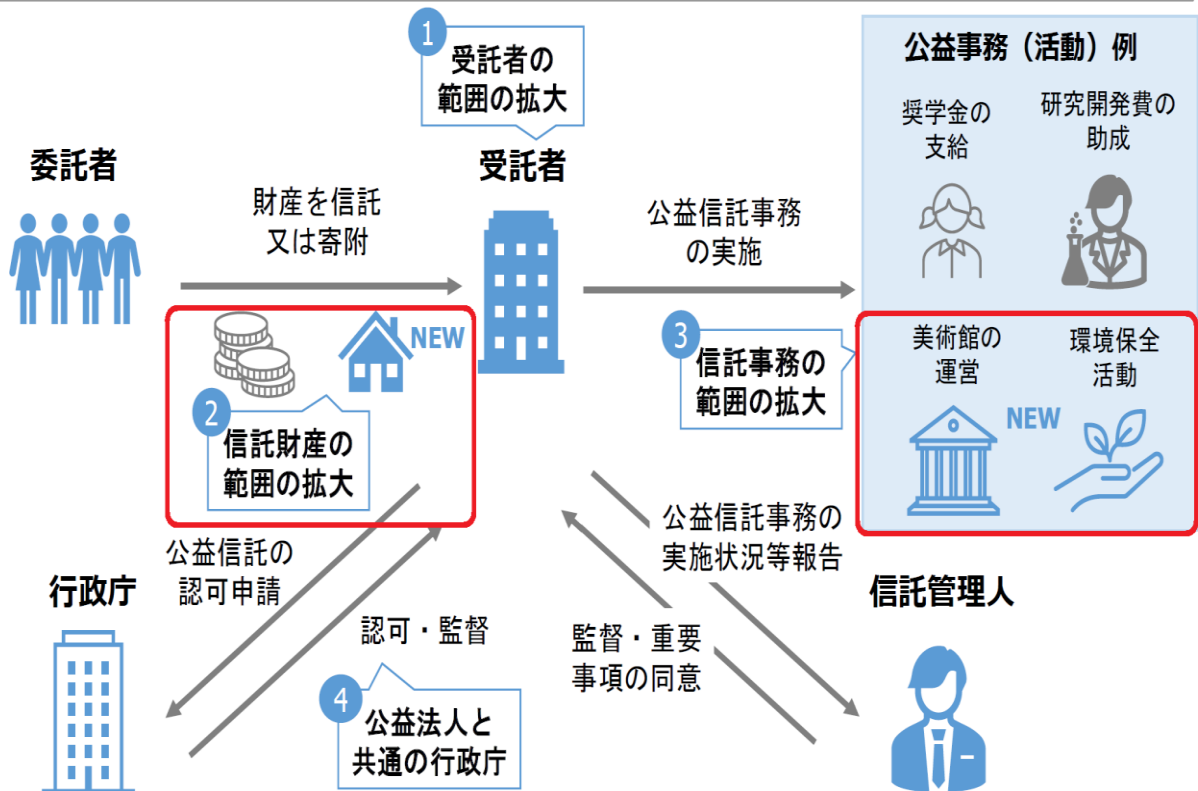 1
受託者の
範囲の拡大
公益事務（活動）例
奨学金の
支給
研究開発費の
助成
委託者
受託者
財産を信託
又は寄附
公益信託事務
の実施
NEW
2
信託財産の
範囲の拡大
3
信託事務の
範囲の拡大
美術館の
運営
環境保全
活動
NEW
公益信託の
認可申請
公益信託事務の
実施状況等報告
行政庁
信託管理人
認可・監督
監督・重要
事項の同意
4
公益法人と
共通の行政庁